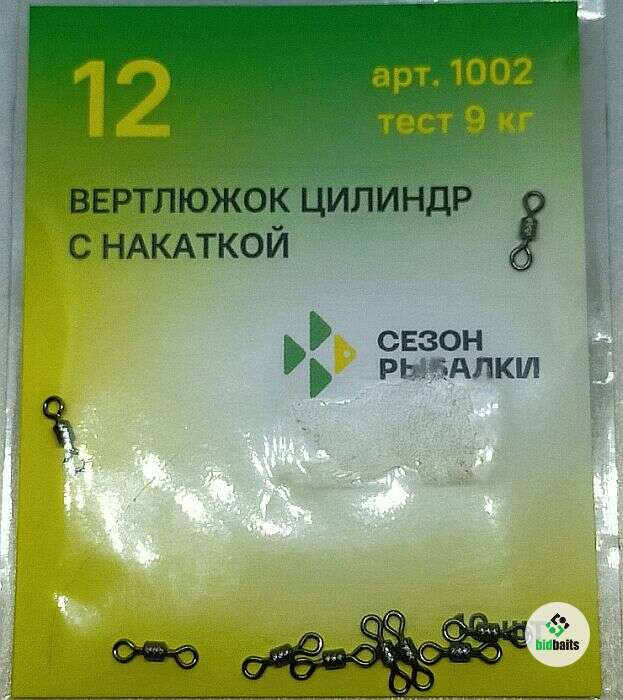 12
арт. 1002
тест 9 кг
ВЕРТЛЮЖОК ЦИЛИНДР
С НАКАТКОЙ
СЕЗОН
РЫБАЛКИ
bidbaits